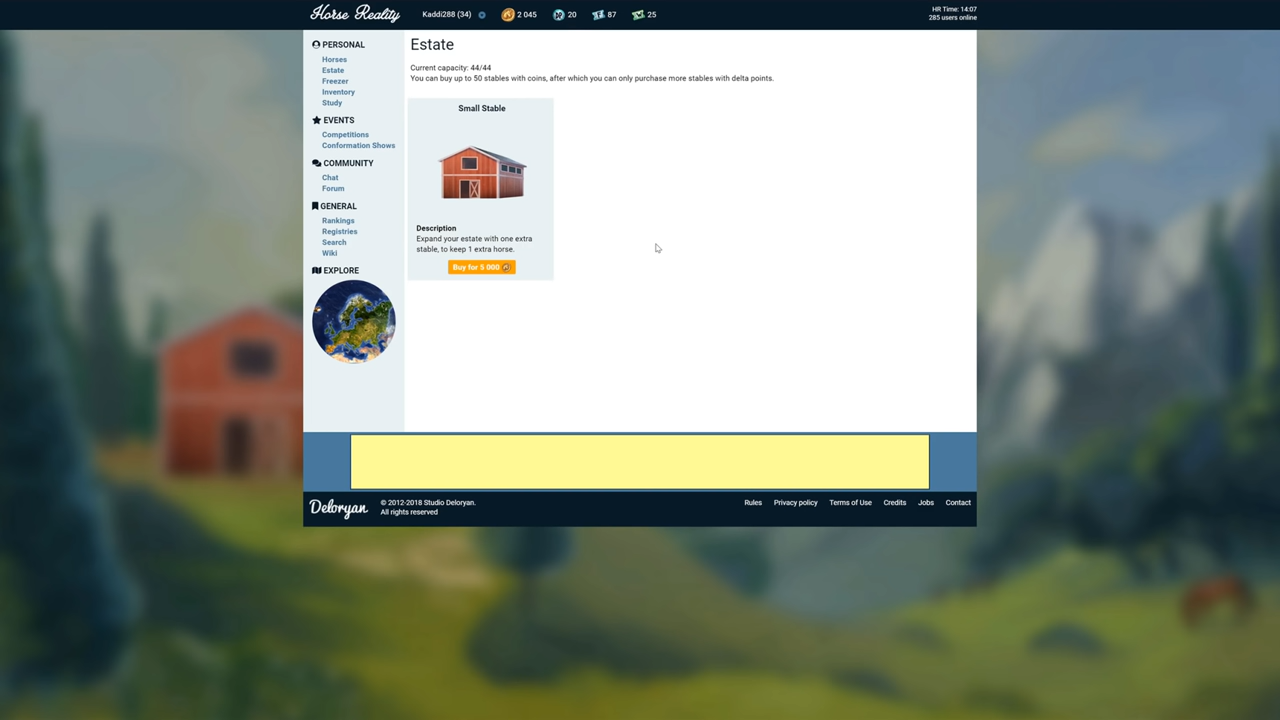 Horse Reality
Kaddi288 (34)
2 045
20
87
25
HR Time: 14:07
285 users online
PERSONAL
Horses
Estate
Freezer
Inventory
Study
EVENTS
Competitions
Conformation Shows
COMMUNITY
Chat
Forum
GENERAL
Rankings
Registries
Search
Wiki
EXPLORE
Estate
Current capacity: 44/44
You can buy up to 50 stables with coins, after which you can only purchase more stables with delta points.
Small Stable
Description
Expand your estate with one extra
stable, to keep 1 extra horse.
Buy for 5 000
Deloryan
© 2012-2018 Studio Deloryan.
All rights reserved
Rules
Privacy policy
Terms of Use
Credits
Jobs
Contact